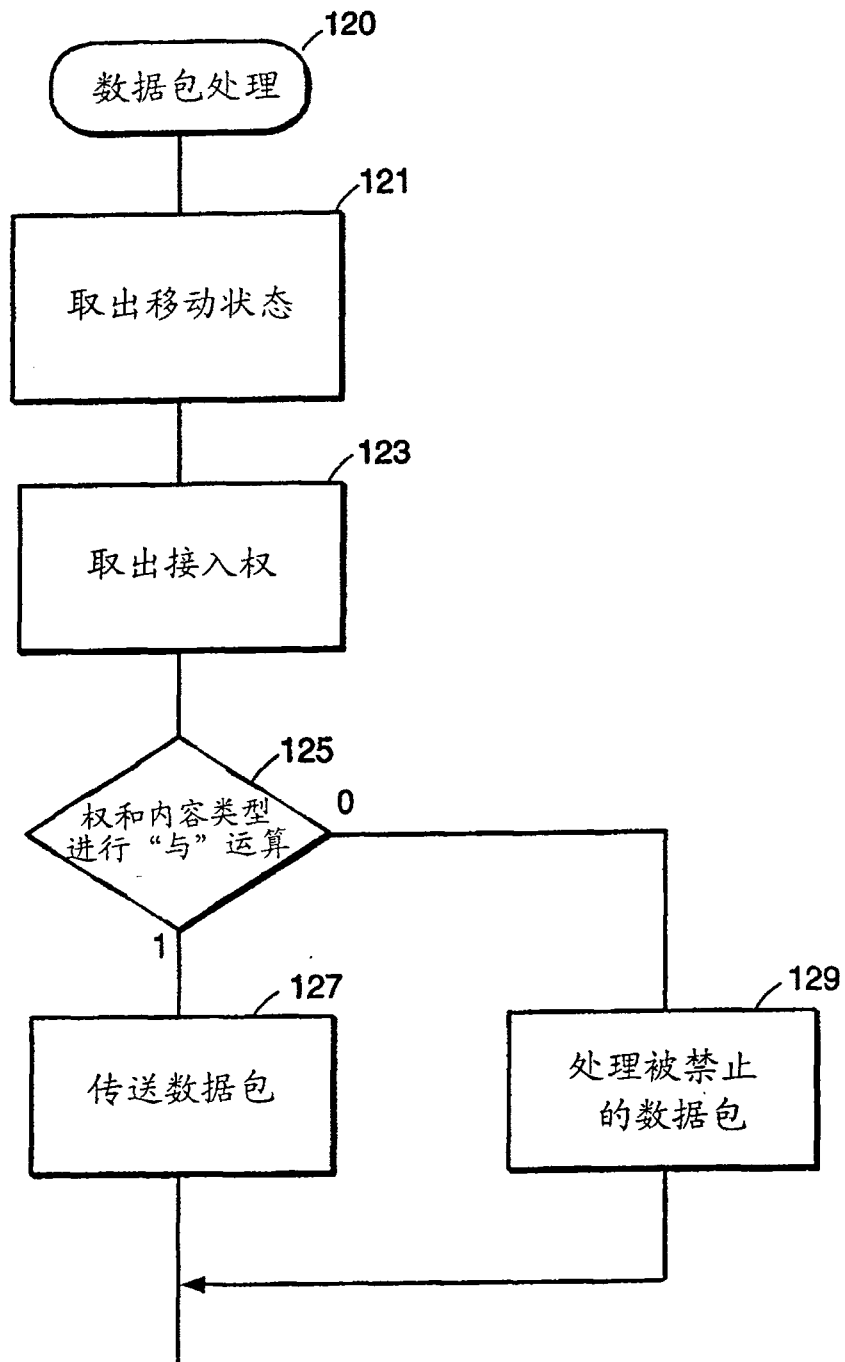 120
数据包处理
121
取出移动状态
123
取出接入权
125
权和内容类型
进行“与”运算
0
1
127
传送数据包
129
处理被禁止
的数据包